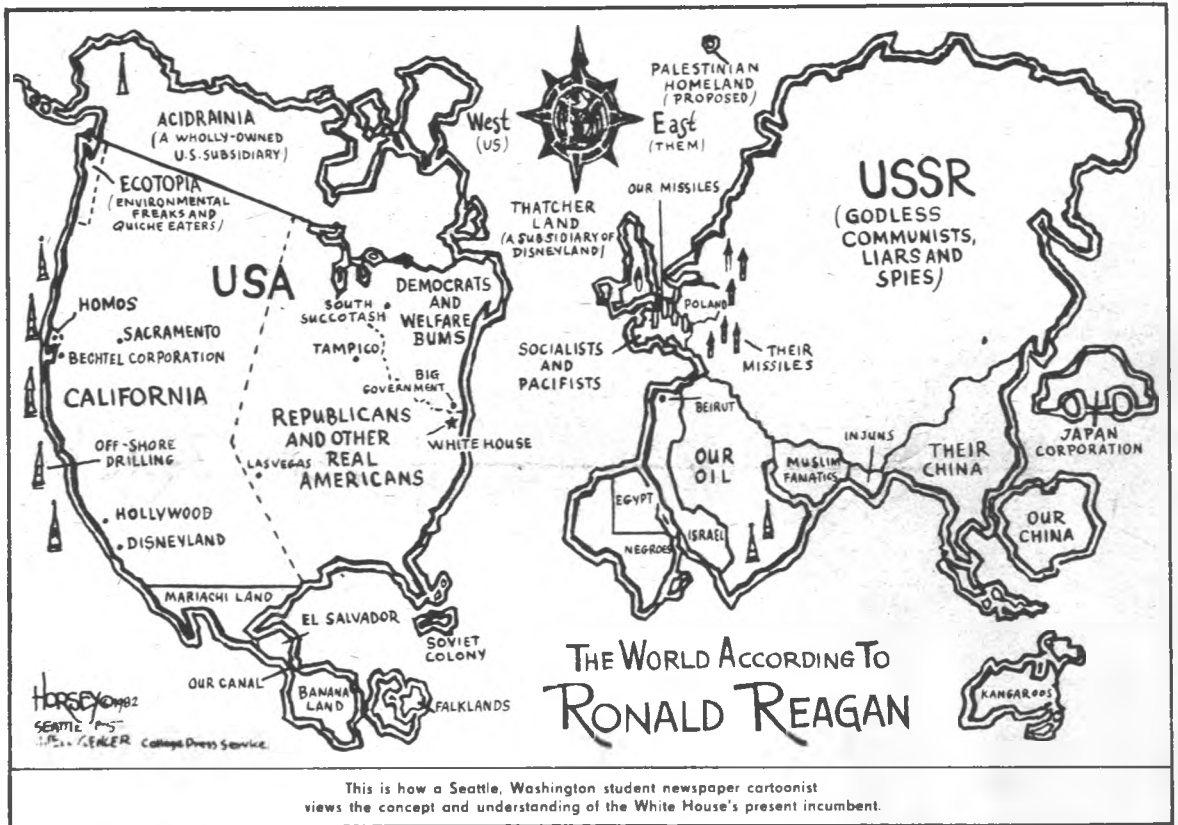 ACIDRAINIA
(A WHOLLY-OWNED
U.S. SUBSIDIARY)
ECOTOPIA
(ENVIRONMENTAL
FREAKS AND
QUICHE EATERS)
USA
HOMOS
SACRAMENTO
BECHTEL CORPORATION
CALIFORNIA
OFF-SHORE
DRILLING
HOLLYWOOD
DISNEYLAND
LAS VEGAS
SOUTH
SUCCOTASH
TAMPICO
DEMOCRATS
AND
WELFARE
BUMS
BIG
GOVERNMENT
REPUBLICANS
AND OTHER
REAL
AMERICANS
WHITE HOUSE
MARIACHI LAND
EL SALVADOR
SOVIET
COLONY
OUR CANAL
BANANA
LAND
FALKLANDS
West
(US)
East
(THEM)
PALESTINIAN
HOMELAND
(PROPOSED)
OUR MISSILES
THATCHER
LAND
(A SUBSIDIARY OF
DISNEYLAND)
USSR
(GODLESS
COMMUNISTS,
LIARS AND
SPIES)
POLAND
SOCIALISTS
AND
PACIFISTS
THEIR
MISSILES
BEIRUT
OUR
OIL
EGYPT
NEGROES
ISRAEL
MUSLIM
FANATICS
INJUNS
THEIR
CHINA
JAPAN
CORPORATION
OUR
CHINA
KANGAROOS
THE WORLD ACCORDING TO
RONALD REAGAN
HORSEY ©1982
SEATTLE
College Press Service
This is how a Seattle, Washington student newspaper cartoonist
views the concept and understanding of the White House's present incumbent.